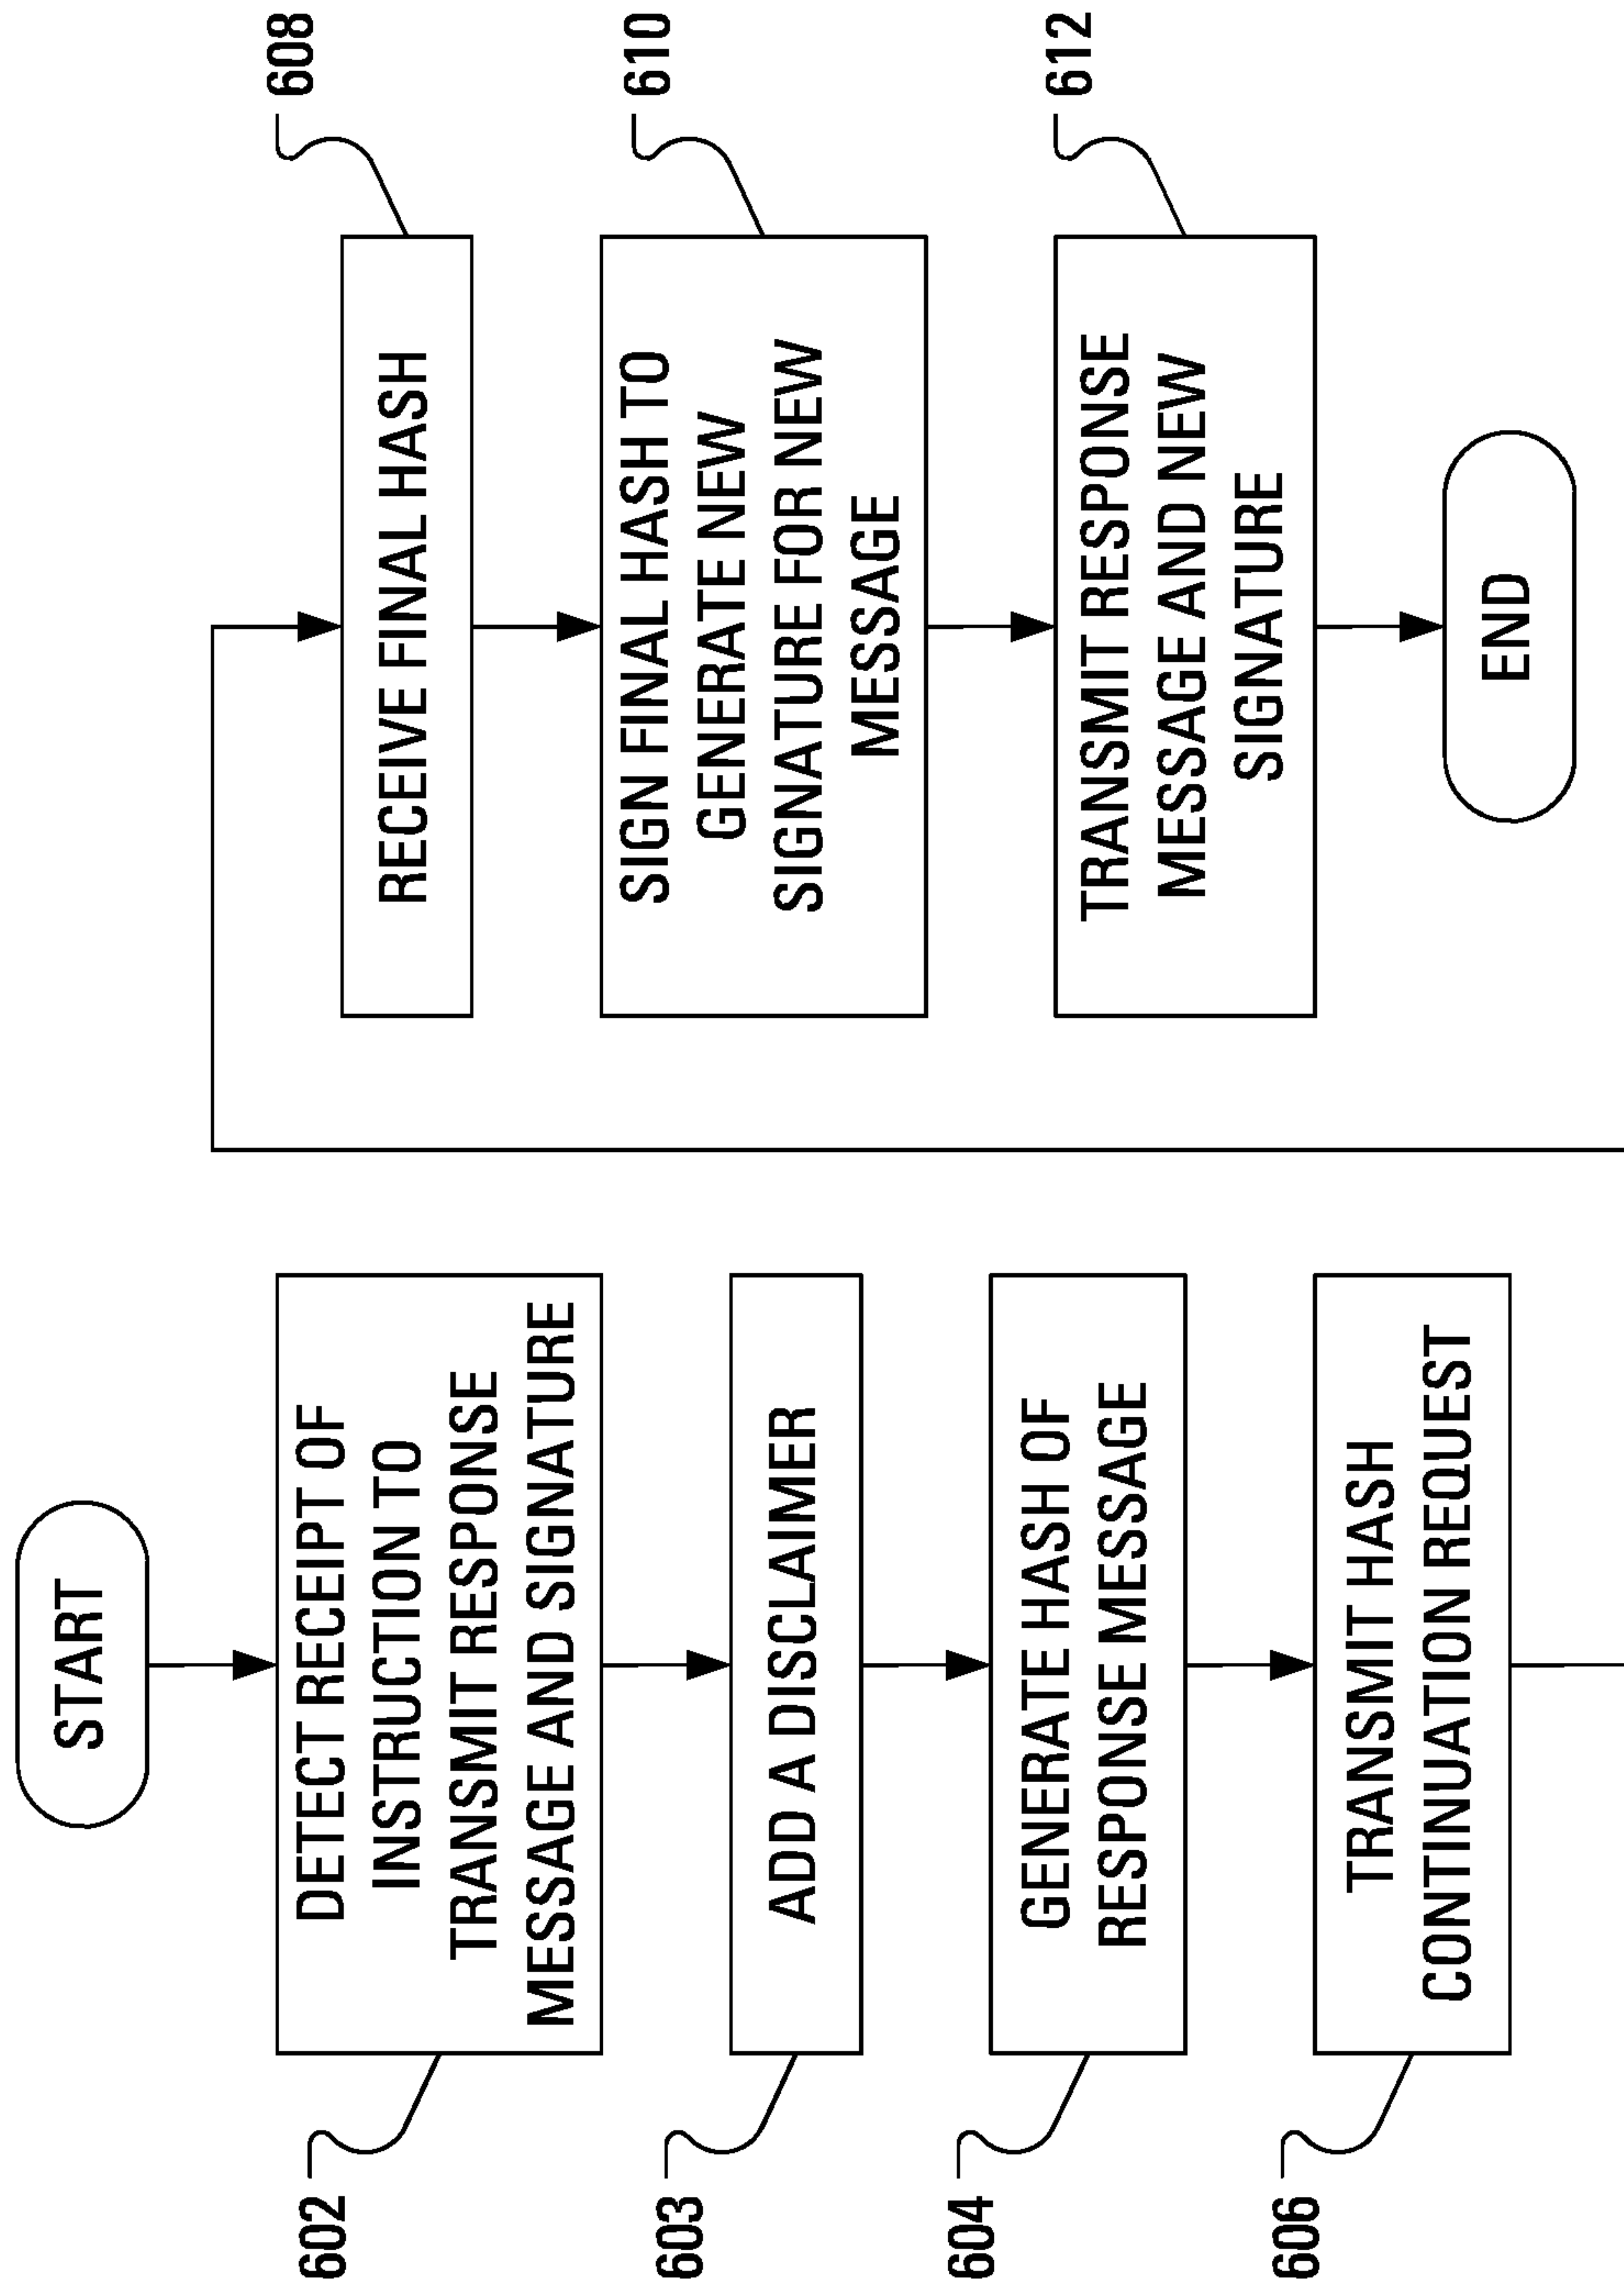 START
DETECT RECEIPT OF
INSTRUCTION TO
TRANSMIT RESPONSE
MESSAGE AND SIGNATURE
602
ADD A DISCLAIMER
603
GENERATE HASH OF
RESPONSE MESSAGE
604
TRANSMIT HASH
CONTINUATION REQUEST
606
RECEIVE FINAL HASH
608
SIGN FINAL HASH TO
GENERATE NEW
SIGNATURE FOR NEW
MESSAGE
610
TRANSMIT RESPONSE
MESSAGE AND NEW
SIGNATURE
612
END